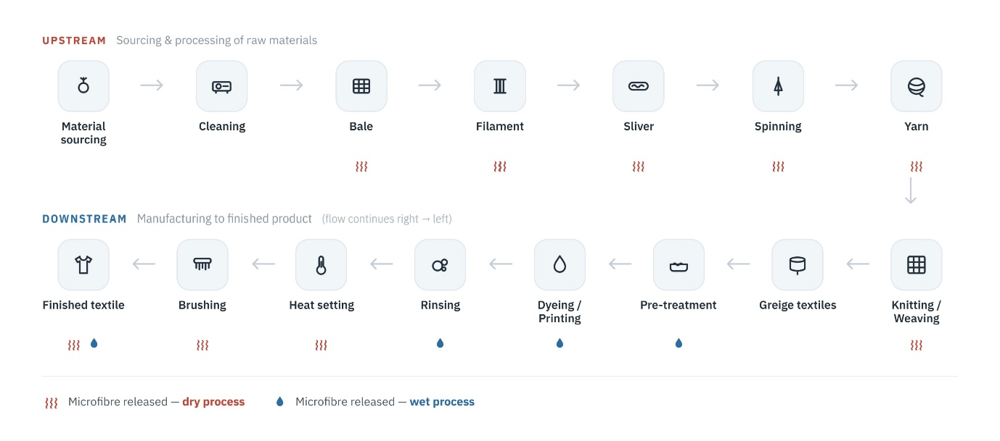 UPSTREAM Sourcing & processing of raw materials
Material
sourcing
Cleaning
Bale
Filament
Sliver
Spinning
Yarn
DOWNSTREAM Manufacturing to finished product (flow continues right → left)
Finished textile
Brushing
Heat setting
Rinsing
Dyeing /
Printing
Pre-treatment
Greige textiles
Knitting /
Weaving
Microfibre released — dry process
Microfibre released — wet process